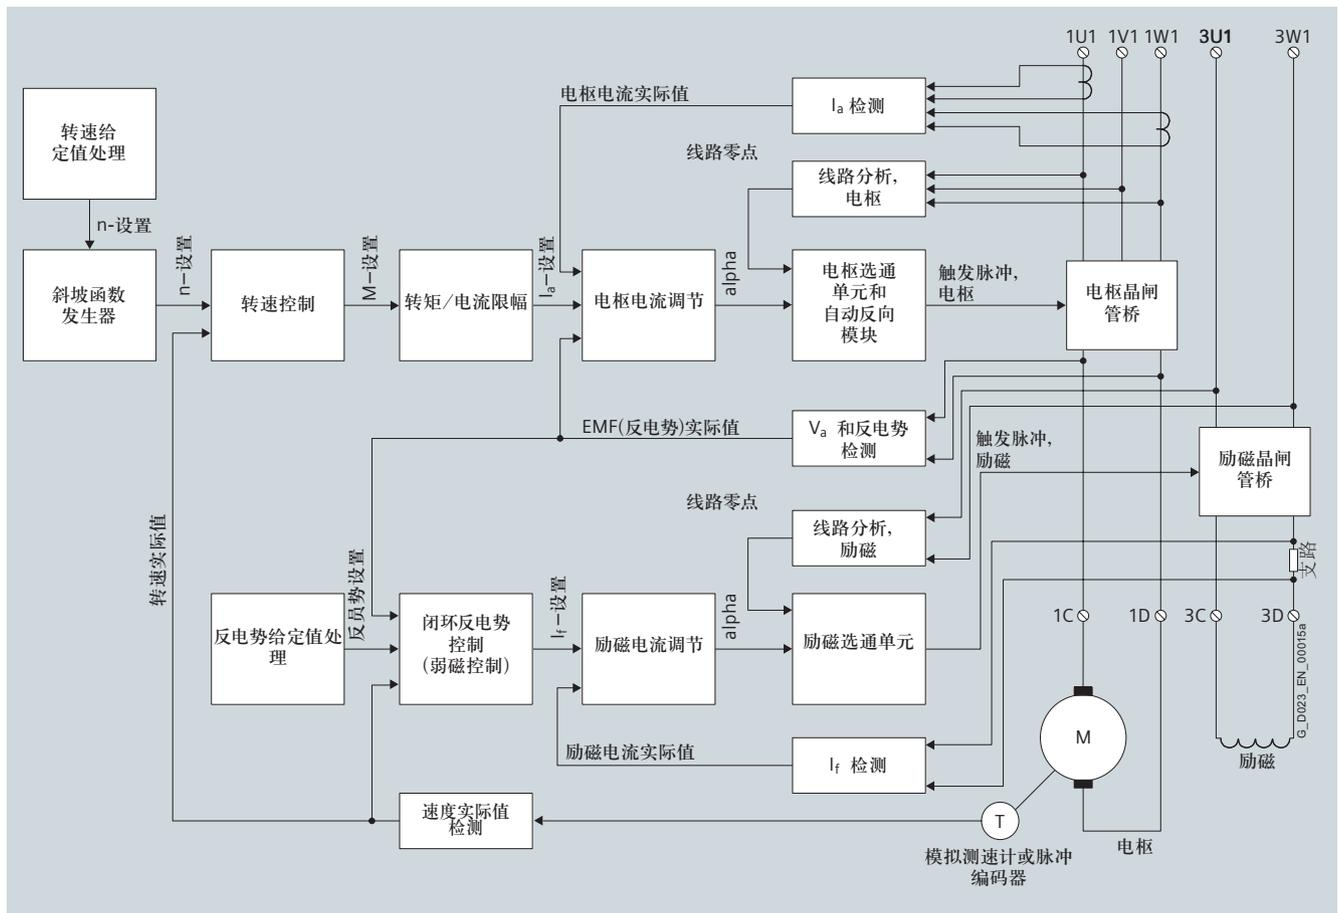 1U1 1V1 1W1 3U1 3W1
电枢电流实际值
Ia 检测
转速给
定值处理
线路零点
线路分析,
电枢
n-设置
n-设置
M-设置
Ia-设置
alpha
斜坡函数
发生器
转速控制
转矩/电流限幅
电枢电流调节
电枢选通
单元和
自动反向
模块
触发脉冲,
电枢
电枢晶闸
管桥
EMF(反电势)实际值
Va 和反电势
检测
触发脉冲,
励磁
励磁晶闸
管桥
线路零点
线路分析,
励磁
支路
转速实际值
反员势设置
If-设置
alpha
1C 1D 3C 3D
反电势给定值处
理
闭环反电势
控制
(弱磁控制)
励磁电流调节
励磁选通单元
G_D023_EN_00015a
M
励磁电流实际值
If 检测
励磁
速度实际值
检测
T
电枢
模拟测速计或脉冲
编码器